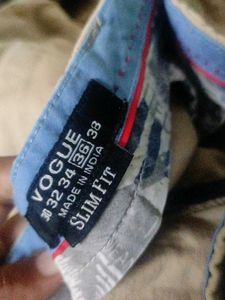 VOGUE
30 32 34 36 38
MADE IN INDIA
SLIM FIT